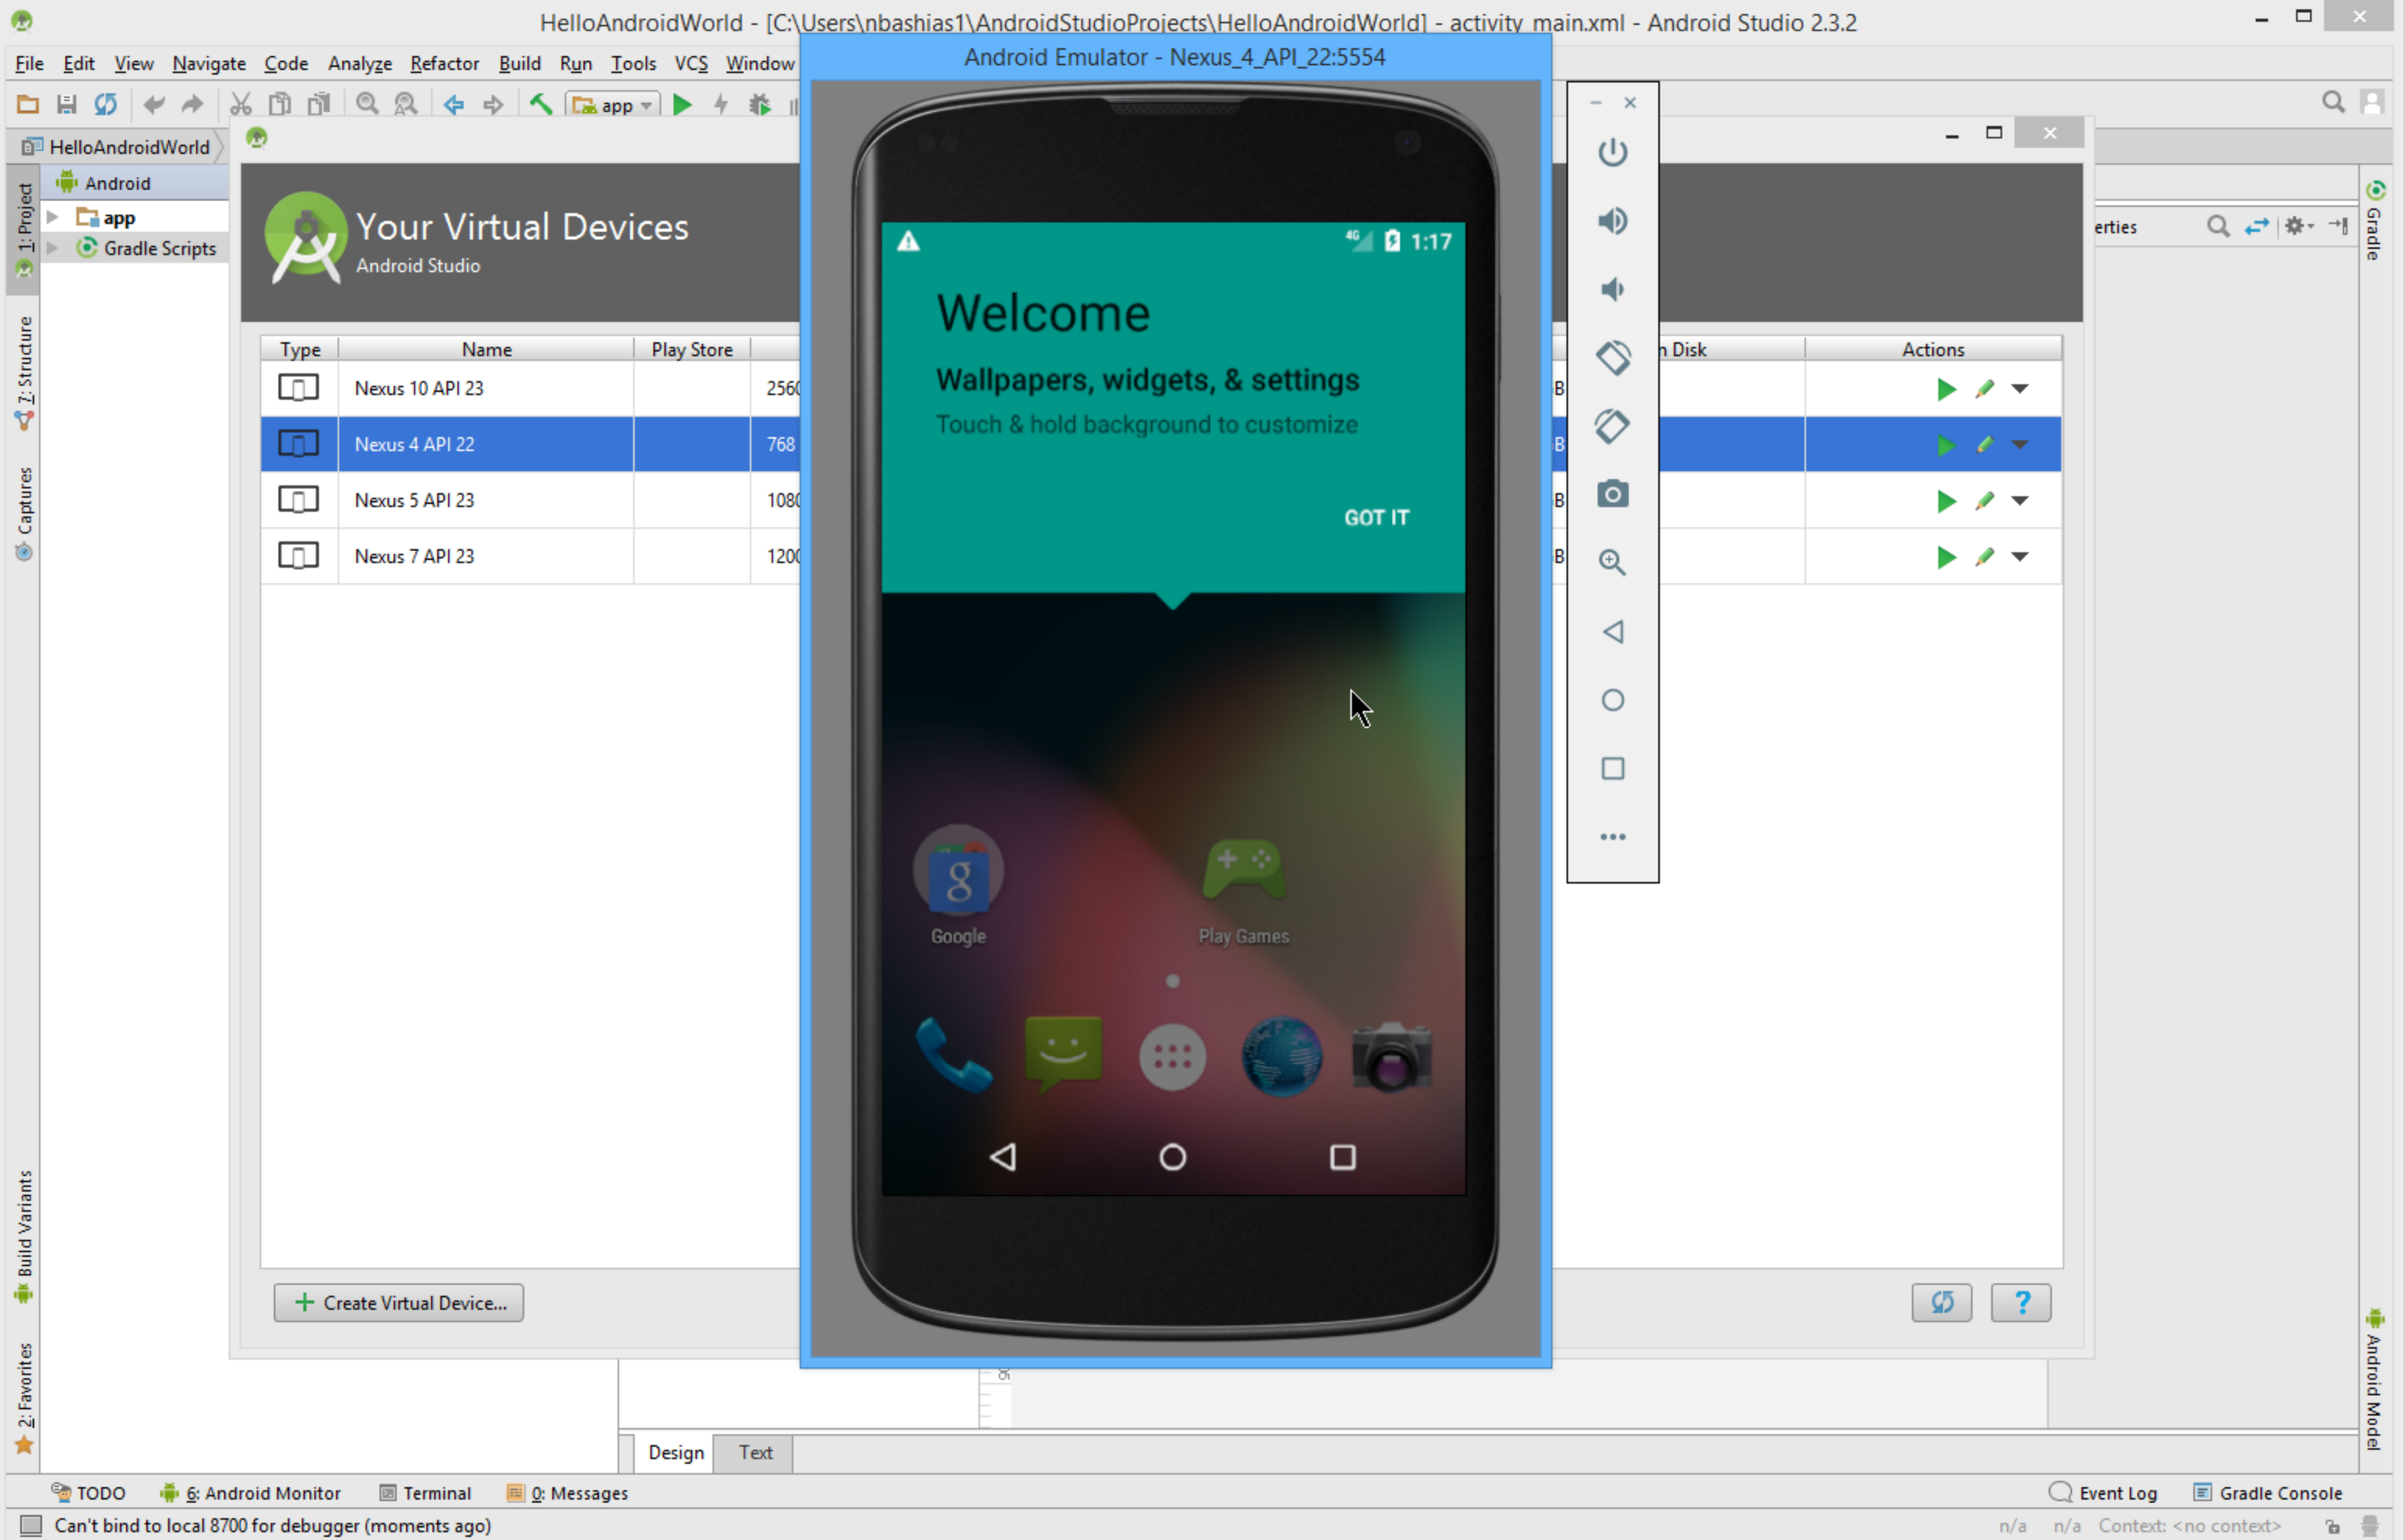 HelloAndroidWorld - [C:\Users\nbashias1\AndroidStudioProjects\HelloAndroidWorld] - activity_main.xml - Android Studio 2.3.2
File Edit View Navigate Code Analyze Refactor Build Run Tools VCS Window
Android Emulator - Nexus_4_API_22:5554
app
HelloAndroidWorld
Android
app
Gradle Scripts
1: Project
7: Structure
Captures
Build Variants
2: Favorites
Your Virtual Devices
Android Studio
Type Name Play Store Disk Actions
Nexus 10 API 23 2560
Nexus 4 API 22 768
Nexus 5 API 23 1080
Nexus 7 API 23 1200
4G 1:17
Welcome
Wallpapers, widgets, & settings
Touch & hold background to customize
GOT IT
g
Google Play Games
Create Virtual Device...
?
erties
Gradle
Android Model
Design Text
TODO 6: Android Monitor Terminal 0: Messages Event Log Gradle Console
Can't bind to local 8700 for debugger (moments ago) n/a n/a Context: <no context>